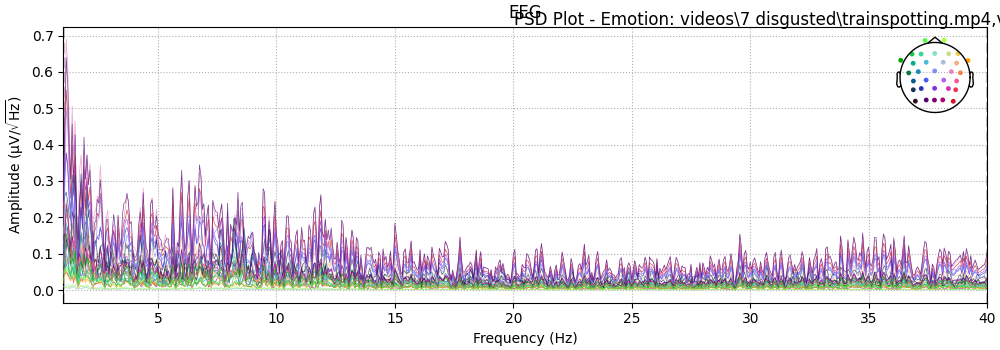 EEG
PSD Plot - Emotion: videos\7 disgusted\trainspotting.mp4,v
0.7
0.6
0.5
0.4
0.3
0.2
0.1
0.0
Amplitude (µV/√Hz)
5 10 15 20 25 30 35 40
Frequency (Hz)